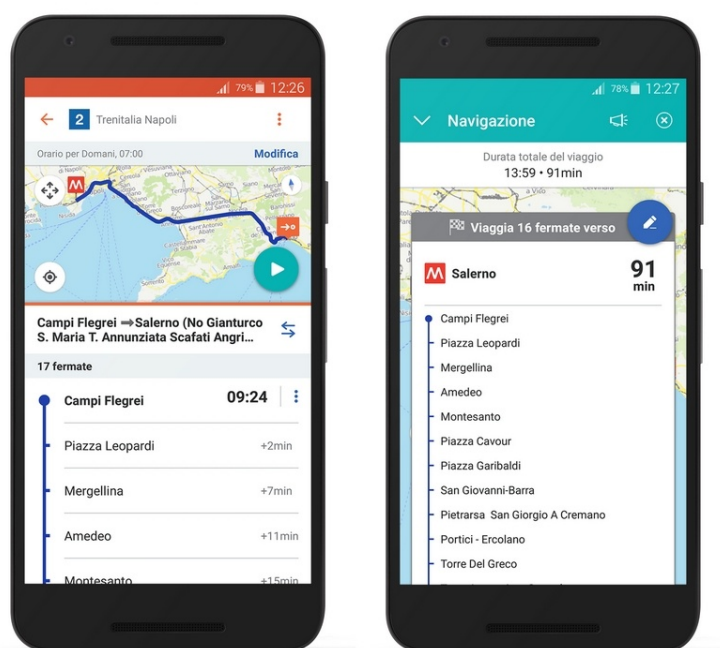 79% 12:26
2 Trenitalia Napoli
Orario per Domani, 07:00 Modifica
M
Campi Flegrei ⇒Salerno (No Gianturco
S. Maria T. Annunziata Scafati Angri...
17 fermate
Campi Flegrei 09:24
Piazza Leopardi +2min
Mergellina +7min
Amedeo +11min
Montesanto +15min
78% 12:27
Navigazione
Durata totale del viaggio
13:59 • 91min
Viaggia 16 fermate verso
M Salerno 91
min
Campi Flegrei
Piazza Leopardi
Mergellina
Amedeo
Montesanto
Piazza Cavour
Piazza Garibaldi
San Giovanni-Barra
Pietrarsa San Giorgio A Cremano
Portici - Ercolano
Torre Del Greco